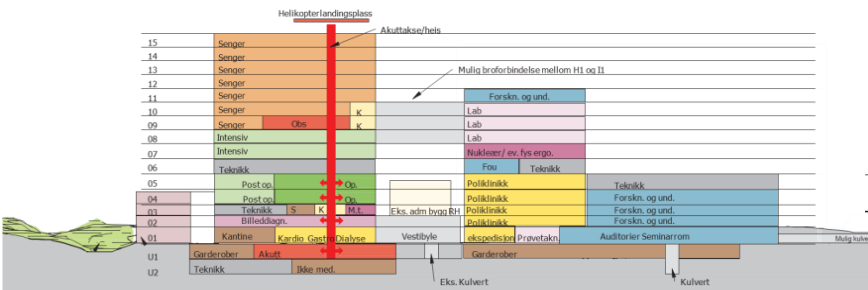 Helikopterlandingsplass
Akuttakse/heis
15 Senger
14 Senger
13 Senger Mulig broforbindelse mellom H1 og I1
12 Senger
11 Senger Forskn. og und.
10 Senger K Lab
09 Senger Obs K Lab
08 Intensiv Lab
07 Intensiv Nukleær/ ev. fys ergo.
06 Teknikk Fou Teknikk
05 Post op. Op. Poliklinikk Teknikk
04 Post op. Op. Poliklinikk Forskn. og und.
03 Teknikk S K M.t. Eks. adm bygg RH Poliklinikk Forskn. og und.
02 Billeddiagn. Poliklinikk Forskn. og und.
01 Kantine Kardio Gastro Dialyse Vestibyle ekspedisjon Prøvetakn. Auditorier Seminarrom Mulig kulve
U1 Garderober Akutt Garderober
U2 Teknikk Ikke med.
Eks. Kulvert Kulvert